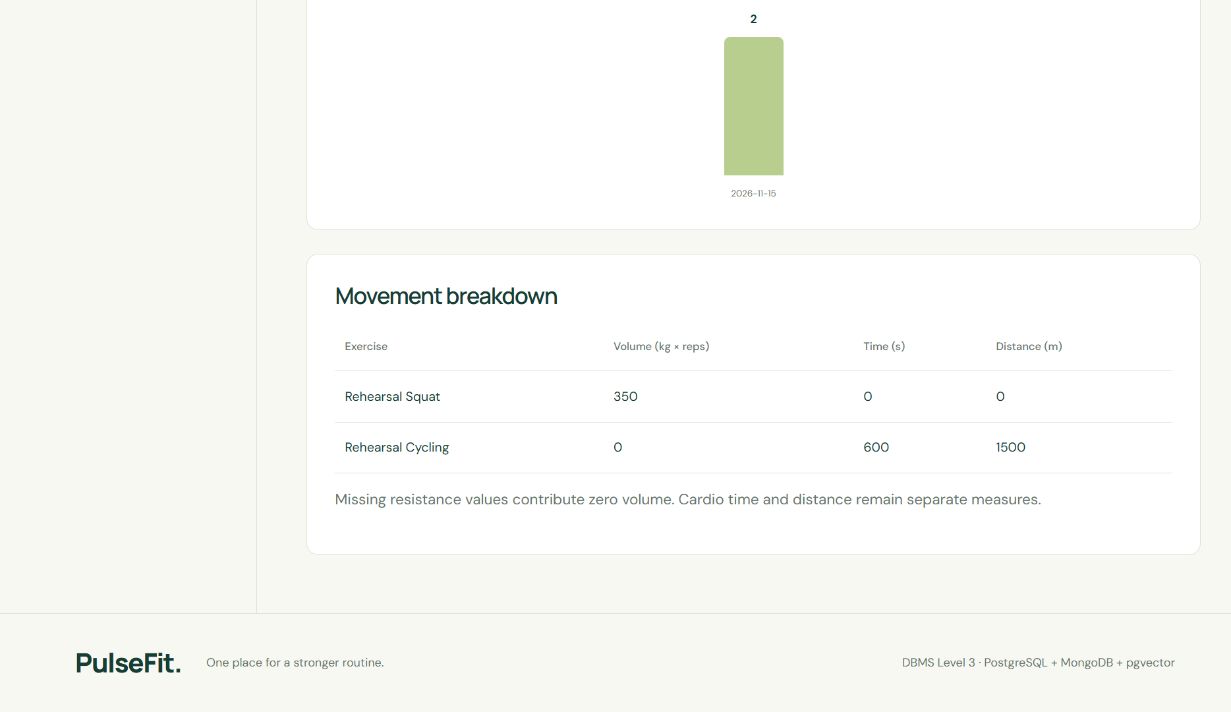 2
2026-11-15
Movement breakdown
Exercise Volume (kg × reps) Time (s) Distance (m)
Rehearsal Squat 350 0 0
Rehearsal Cycling 0 600 1500
Missing resistance values contribute zero volume. Cardio time and distance remain separate measures.
PulseFit. One place for a stronger routine. DBMS Level 3 · PostgreSQL + MongoDB + pgvector